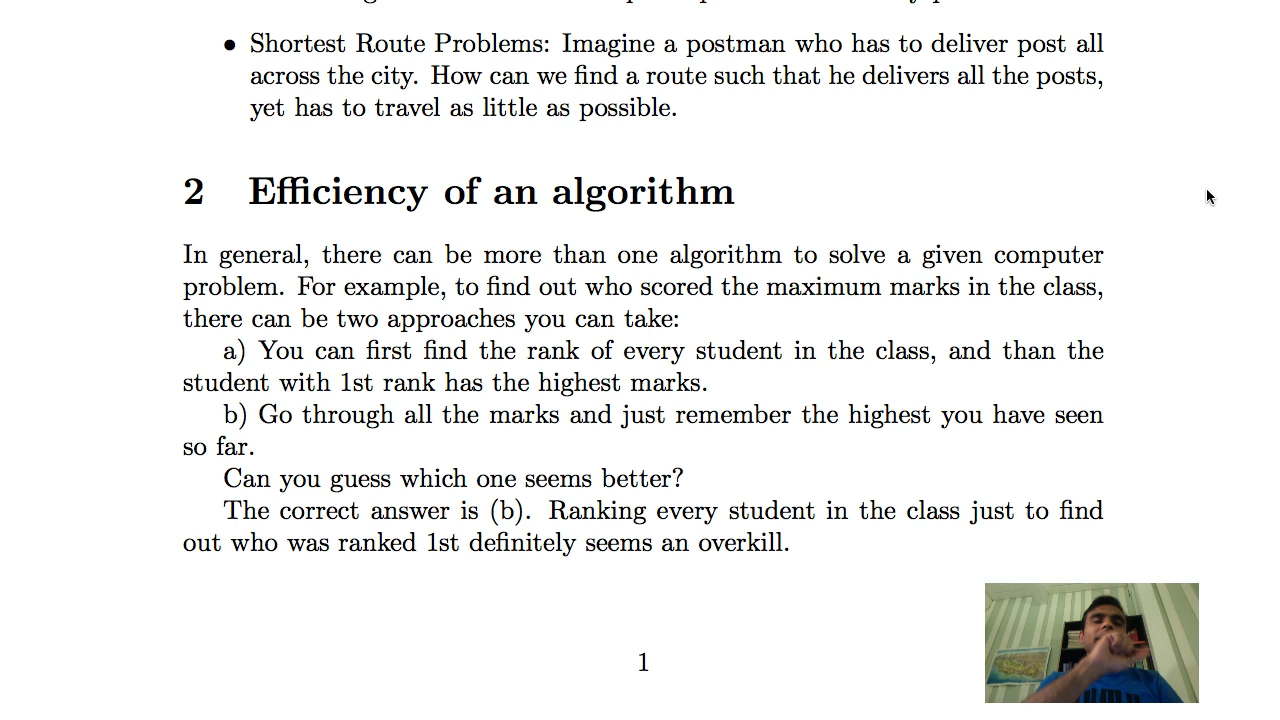 • Shortest Route Problems: Imagine a postman who has to deliver post all
across the city. How can we find a route such that he delivers all the posts,
yet has to travel as little as possible.
2 Efficiency of an algorithm
In general, there can be more than one algorithm to solve a given computer
problem. For example, to find out who scored the maximum marks in the class,
there can be two approaches you can take:
a) You can first find the rank of every student in the class, and than the
student with 1st rank has the highest marks.
b) Go through all the marks and just remember the highest you have seen
so far.
Can you guess which one seems better?
The correct answer is (b). Ranking every student in the class just to find
out who was ranked 1st definitely seems an overkill.
1